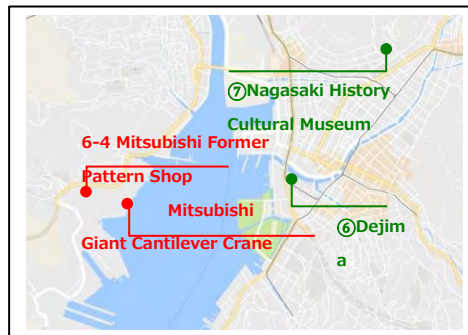 ⑦Nagasaki History
Cultural Museum
6-4 Mitsubishi Former
Pattern Shop
Mitsubishi
Giant Cantilever Crane
⑥Dejim
a